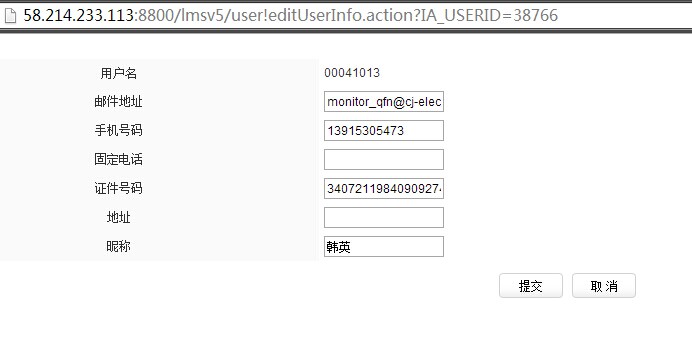 58.214.233.113:8800/lmsv5/user!editUserInfo.action?IA_USERID=38766
用户名 00041013
邮件地址 monitor_qfn@cj-elec
手机号码 13915305473
固定电话
证件号码 34072119840909274
地址
昵称 韩英
提交 取 消